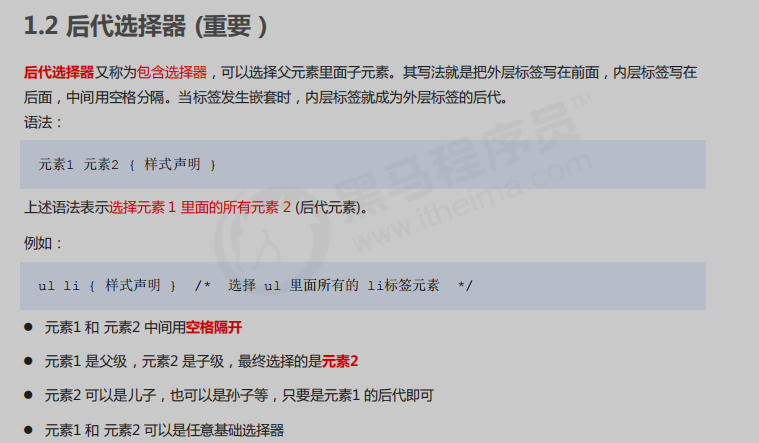 1.2 后代选择器 (重要 )
后代选择器又称为包含选择器，可以选择父元素里面子元素。其写法就是把外层标签写在前面，内层标签写在
后面，中间用空格分隔。当标签发生嵌套时，内层标签就成为外层标签的后代。
语法：
元素1 元素2 { 样式声明 }
上述语法表示选择元素 1 里面的所有元素 2 (后代元素)。
例如：
ul li { 样式声明 } /* 选择 ul 里面所有的 li标签元素 */
● 元素1 和 元素2 中间用空格隔开
● 元素1 是父级，元素2 是子级，最终选择的是元素2
● 元素2 可以是儿子，也可以是孙子等，只要是元素1 的后代即可
● 元素1 和 元素2 可以是任意基础选择器
黑马程序员™
www.itheima.com